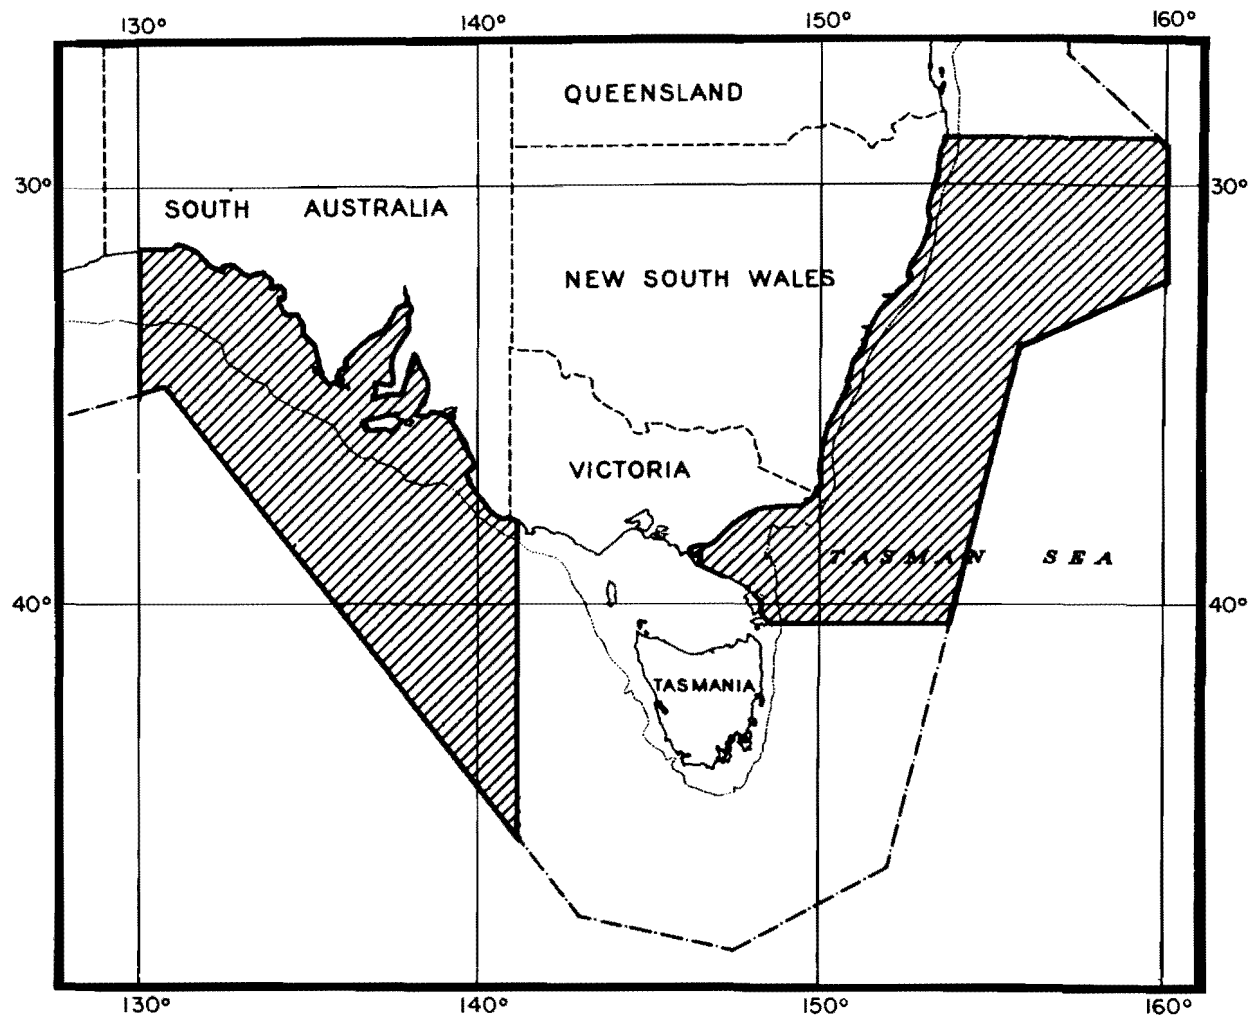 130° 140° 150° 160°
QUEENSLAND
30° 30°
SOUTH AUSTRALIA
NEW SOUTH WALES
VICTORIA
TASMAN SEA
40° 40°
TASMANIA
130° 140° 150° 160°